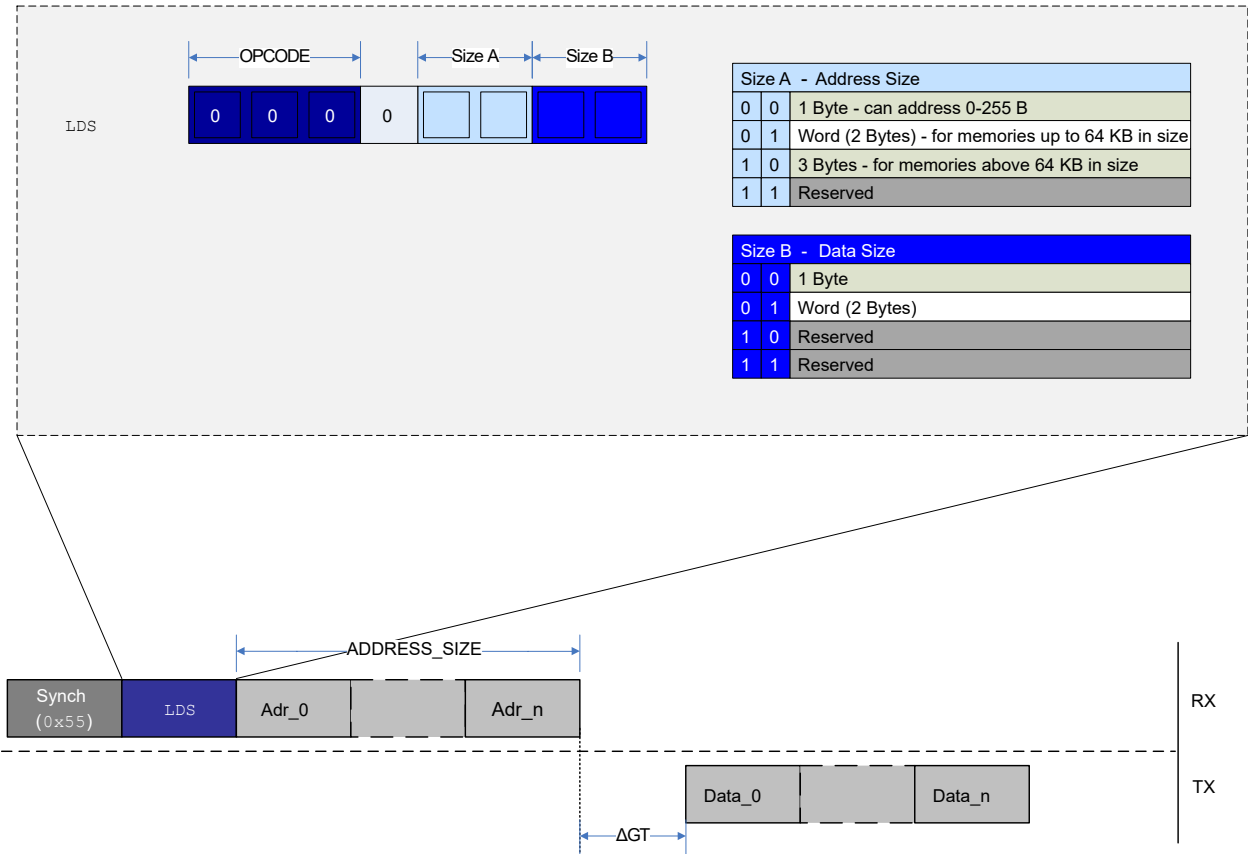 OPCODE Size A Size B
LDS 0 0 0 0
Size A - Address Size
0 0 1 Byte - can address 0-255 B
0 1 Word (2 Bytes) - for memories up to 64 KB in size
1 0 3 Bytes - for memories above 64 KB in size
1 1 Reserved
Size B - Data Size
0 0 1 Byte
0 1 Word (2 Bytes)
1 0 Reserved
1 1 Reserved
ADDRESS_SIZE
Synch
(0x55)
LDS Adr_0 Adr_n
RX
Data_0 Data_n
TX
ΔGT